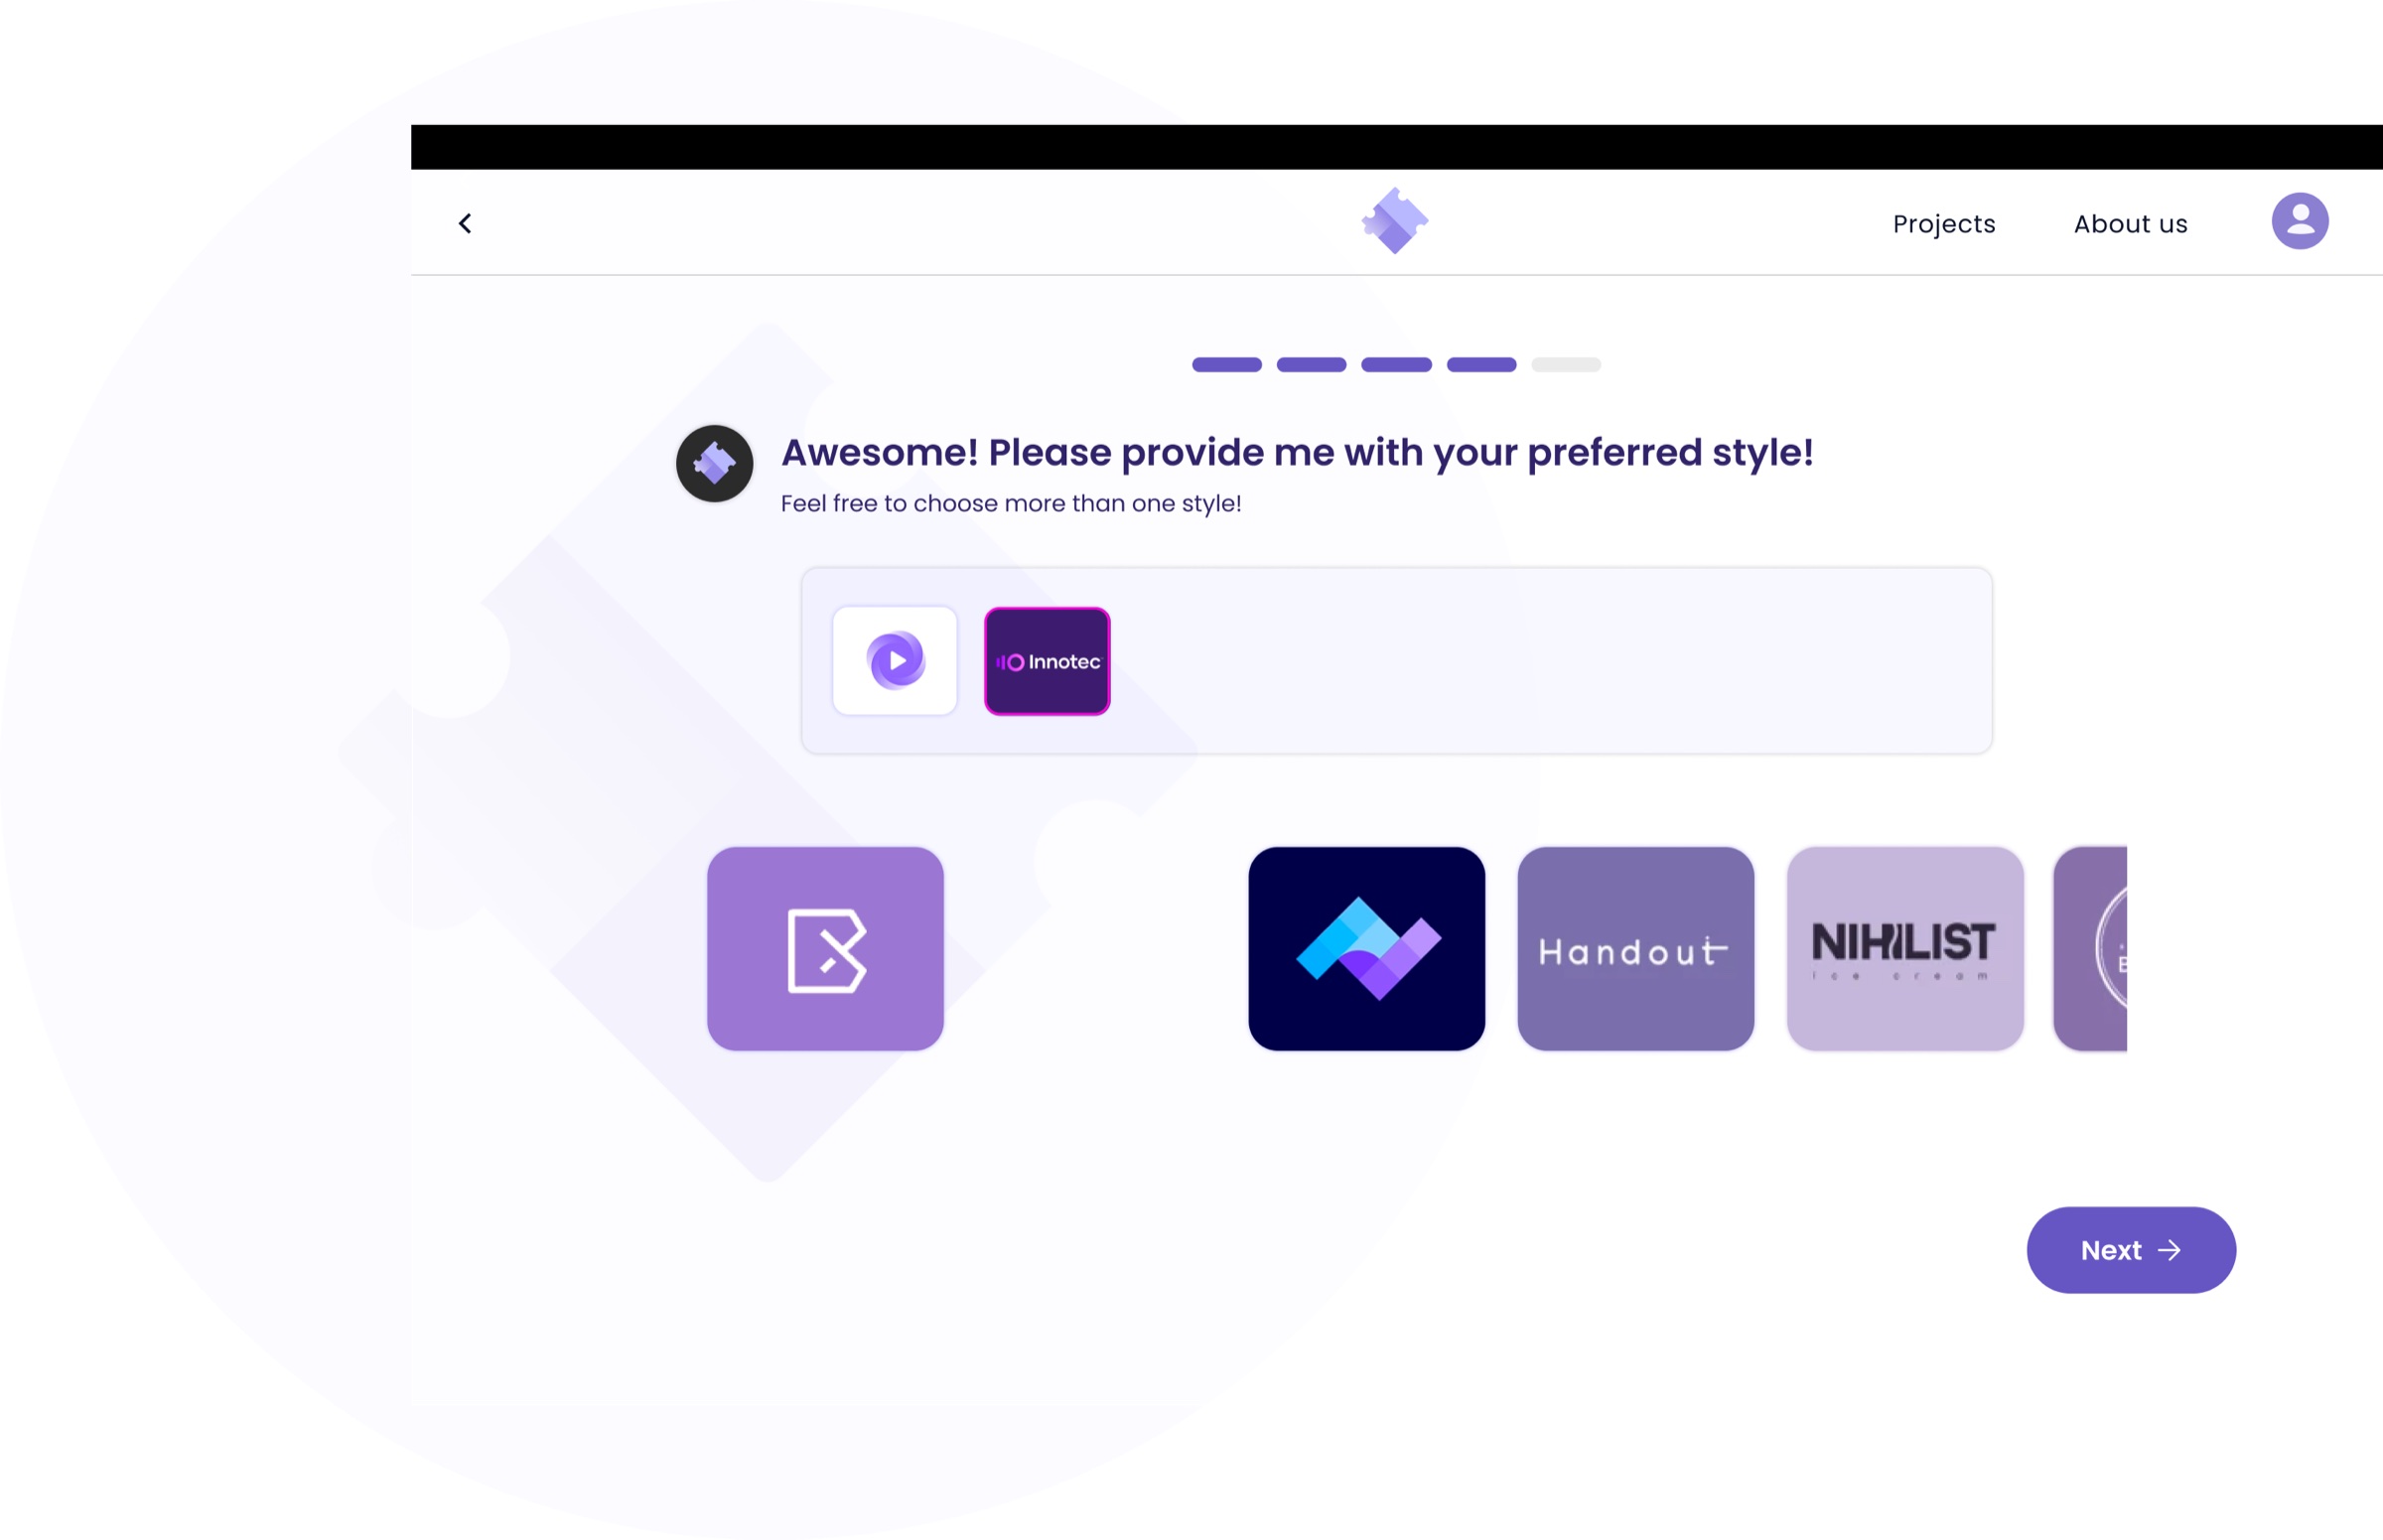 Projects
About us
Awesome! Please provide me with your preferred style!
Feel free to choose more than one style!
Innotec
Handout
NIHILIST
ice cream
Next